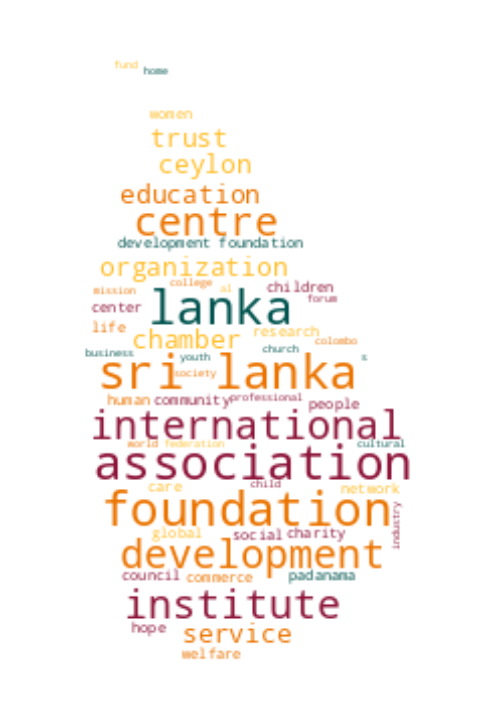 fund
home
women
trust
ceylon
education
centre
development foundation
organization
college al children
mission
lanka
center forum
life
chamber research
colombo
business youth church s
sri lanka
society
human community professional people
international
world federation cultural
association
care child network
foundation
industry
global social charity
development
council commerce padanama
institute
hope service
welfare